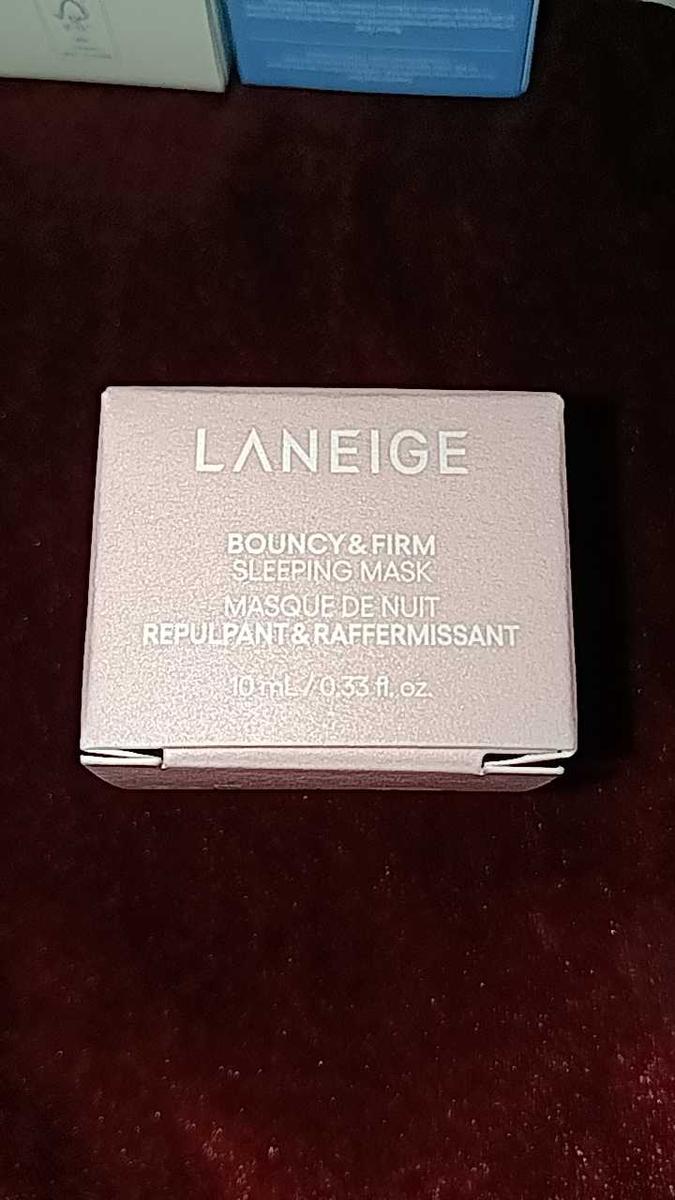 LANEIGE
BOUNCY & FIRM
SLEEPING MASK
MASQUE DE NUIT
REPULPANT & RAFFERMISSANT
10 mL / 0.33 fl. oz.